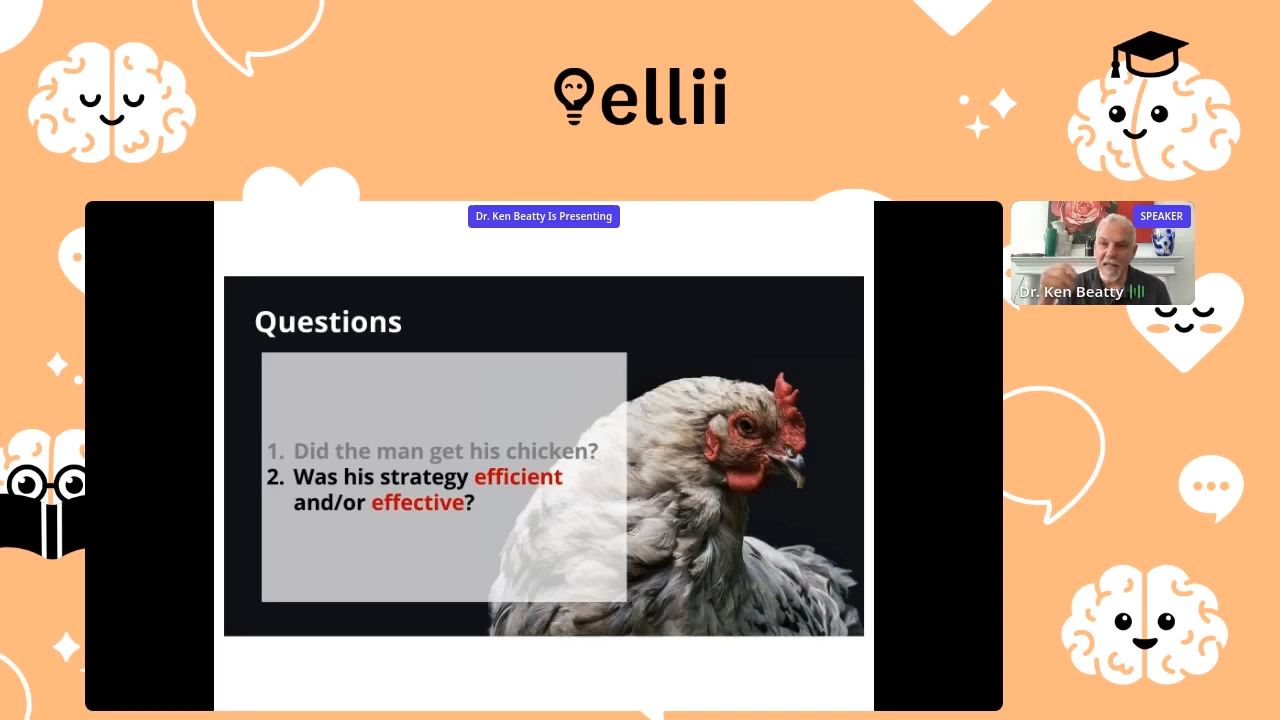 ellii
Dr. Ken Beatty Is Presenting
SPEAKER
Dr. Ken Beatty
Questions
1. Did the man get his chicken?
2. Was his strategy efficient
and/or effective?